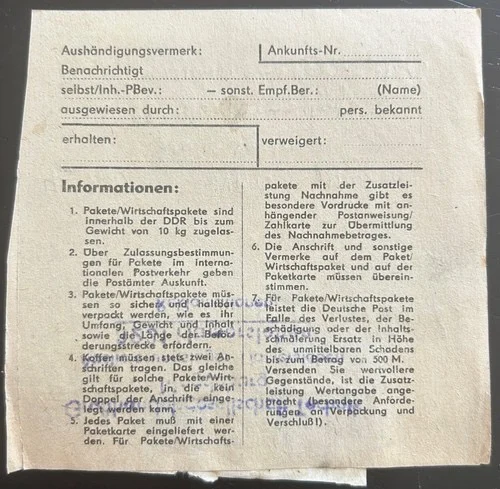 Aushändigungsvermerk:
Ankunfts-Nr.
Benachrichtigt
selbst/Inh.-PBev.: — sonst. Empf.Ber.: (Name)
ausgewiesen durch: pers. bekannt
erhalten:
verweigert:
Informationen:
1. Pakete/Wirtschaftspakete sind
innerhalb der DDR bis zum
Gewicht von 10 kg zugelas-
sen.
2. Über Zulassungsbestimmun-
gen für Pakete im interna-
tionalen Postverkehr geben
die Postämter Auskunft.
3. Pakete/Wirtschaftspakete müs-
sen so sicher und haltbar
verpackt werden, wie es ihr
Umfang, Gewicht und Inhalt
sowie die Länge der Beför-
derungsstrecke erfordern.
4. Koffer müssen stets zwei An-
schriften tragen. Das gleiche
gilt für solche Pakete/Wirt-
schaftspakete, in die kein
Doppel der Anschrift einge-
legt werden kann.
5. Jedes Paket muß mit einer
Paketkarte eingeliefert wer-
den. Für Pakete/Wirtschafts-
pakete mit der Zusatzlei-
stung Nachnahme gibt es
besondere Vordrucke mit an-
hängender Postanweisung/
Zahlkarte zur Übermittlung
des Nachnahmebetrages.
6. Die Anschrift und sonstige
Vermerke auf dem Paket/
Wirtschaftspaket und auf der
Paketkarte müssen überein-
stimmen.
7. Für Pakete/Wirtschaftspakete
leistet die Deutsche Post im
Falle des Verlustes, der Be-
schädigung oder der Inhalts-
schmälerung Ersatz in Höhe
des unmittelbaren Schadens
bis zum Betrag von 500 M.
Versenden Sie wertvollere
Gegenstände, ist die Zusatz-
leistung Wertangabe ange-
bracht (besondere Anforde-
rungen an Verpackung und
Verschluß!).